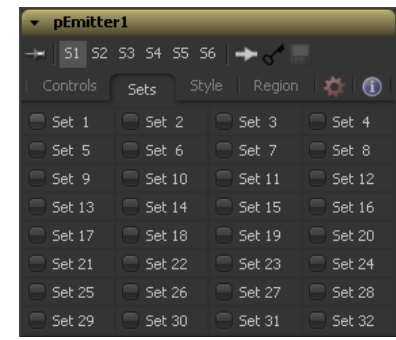 pEmitter1
S1 S2 S3 S4 S5 S6
Controls Sets Style Region
Set 1 Set 2 Set 3 Set 4
Set 5 Set 6 Set 7 Set 8
Set 9 Set 10 Set 11 Set 12
Set 13 Set 14 Set 15 Set 16
Set 17 Set 18 Set 19 Set 20
Set 21 Set 22 Set 23 Set 24
Set 25 Set 26 Set 27 Set 28
Set 29 Set 30 Set 31 Set 32